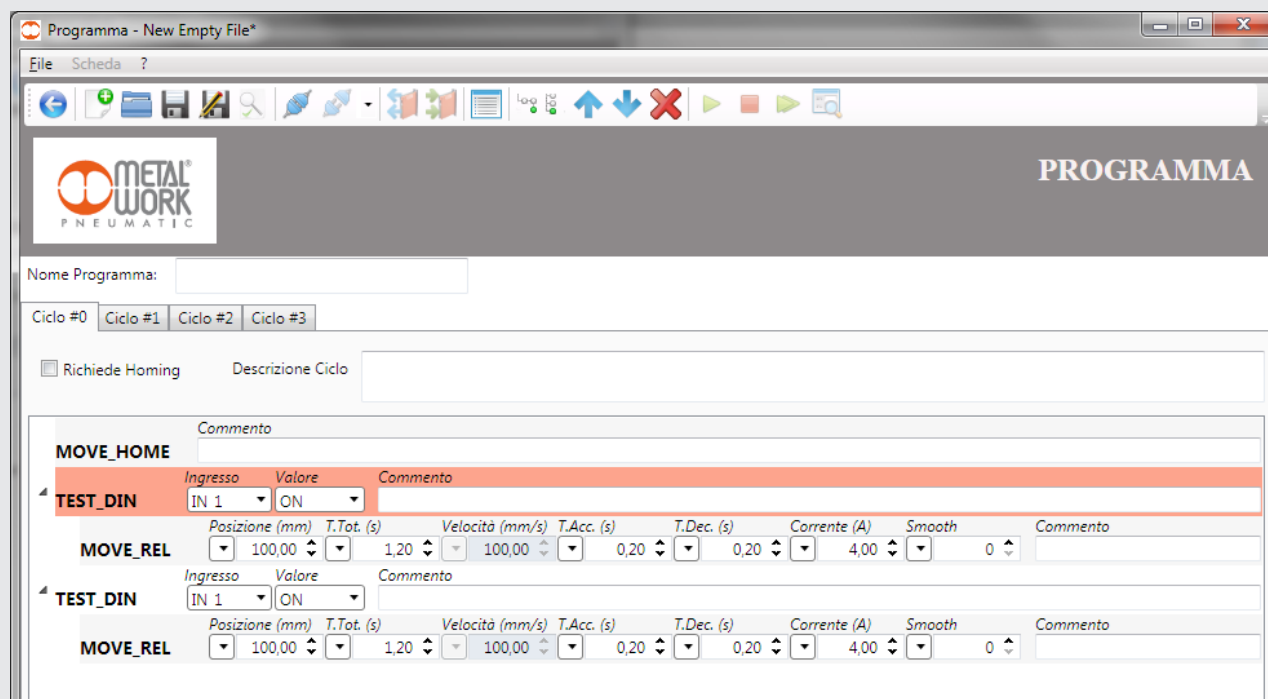 Programma - New Empty File*
File Scheda ?
METAL® WORK
PNEUMATIC
PROGRAMMA
Nome Programma:
Ciclo #0 Ciclo #1 Ciclo #2 Ciclo #3
Richiede Homing Descrizione Ciclo
Commento
MOVE_HOME
Ingresso Valore Commento
TEST_DIN IN 1 ON
Posizione (mm) T.Tot. (s) Velocità (mm/s) T.Acc. (s) T.Dec. (s) Corrente (A) Smooth Commento
MOVE_REL 100,00 1,20 100,00 0,20 0,20 4,00 0
Ingresso Valore Commento
TEST_DIN IN 1 ON
Posizione (mm) T.Tot. (s) Velocità (mm/s) T.Acc. (s) T.Dec. (s) Corrente (A) Smooth Commento
MOVE_REL 100,00 1,20 100,00 0,20 0,20 4,00 0